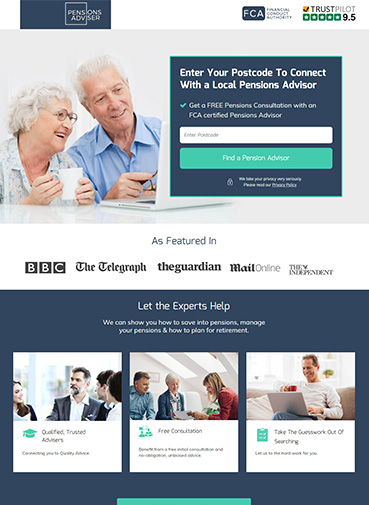 PENSIONS
ADVISER
FCA FINANCIAL
CONDUCT
AUTHORITY
TRUSTPILOT
9.5
Enter Your Postcode To Connect
With a Local Pensions Advisor
Get a FREE Pensions Consultation with an
FCA certified Pensions Advisor
Enter Postcode
Find a Pension Advisor
We take your privacy very seriously.
Please read our Privacy Policy
As Featured In
BBC The Telegraph theguardian MailOnline THE INDEPENDENT
Let the Experts Help
We can show you how to save into pensions, manage
your pensions & how to plan for retirement.
Qualified, Trusted
Advisers
Connecting you to Quality Advice
Free Consultation
Benefit from a free initial consultation and
no-obligation, unbiased advice.
Take The Guesswork Out Of
Searching
Let us to the hard work for you.